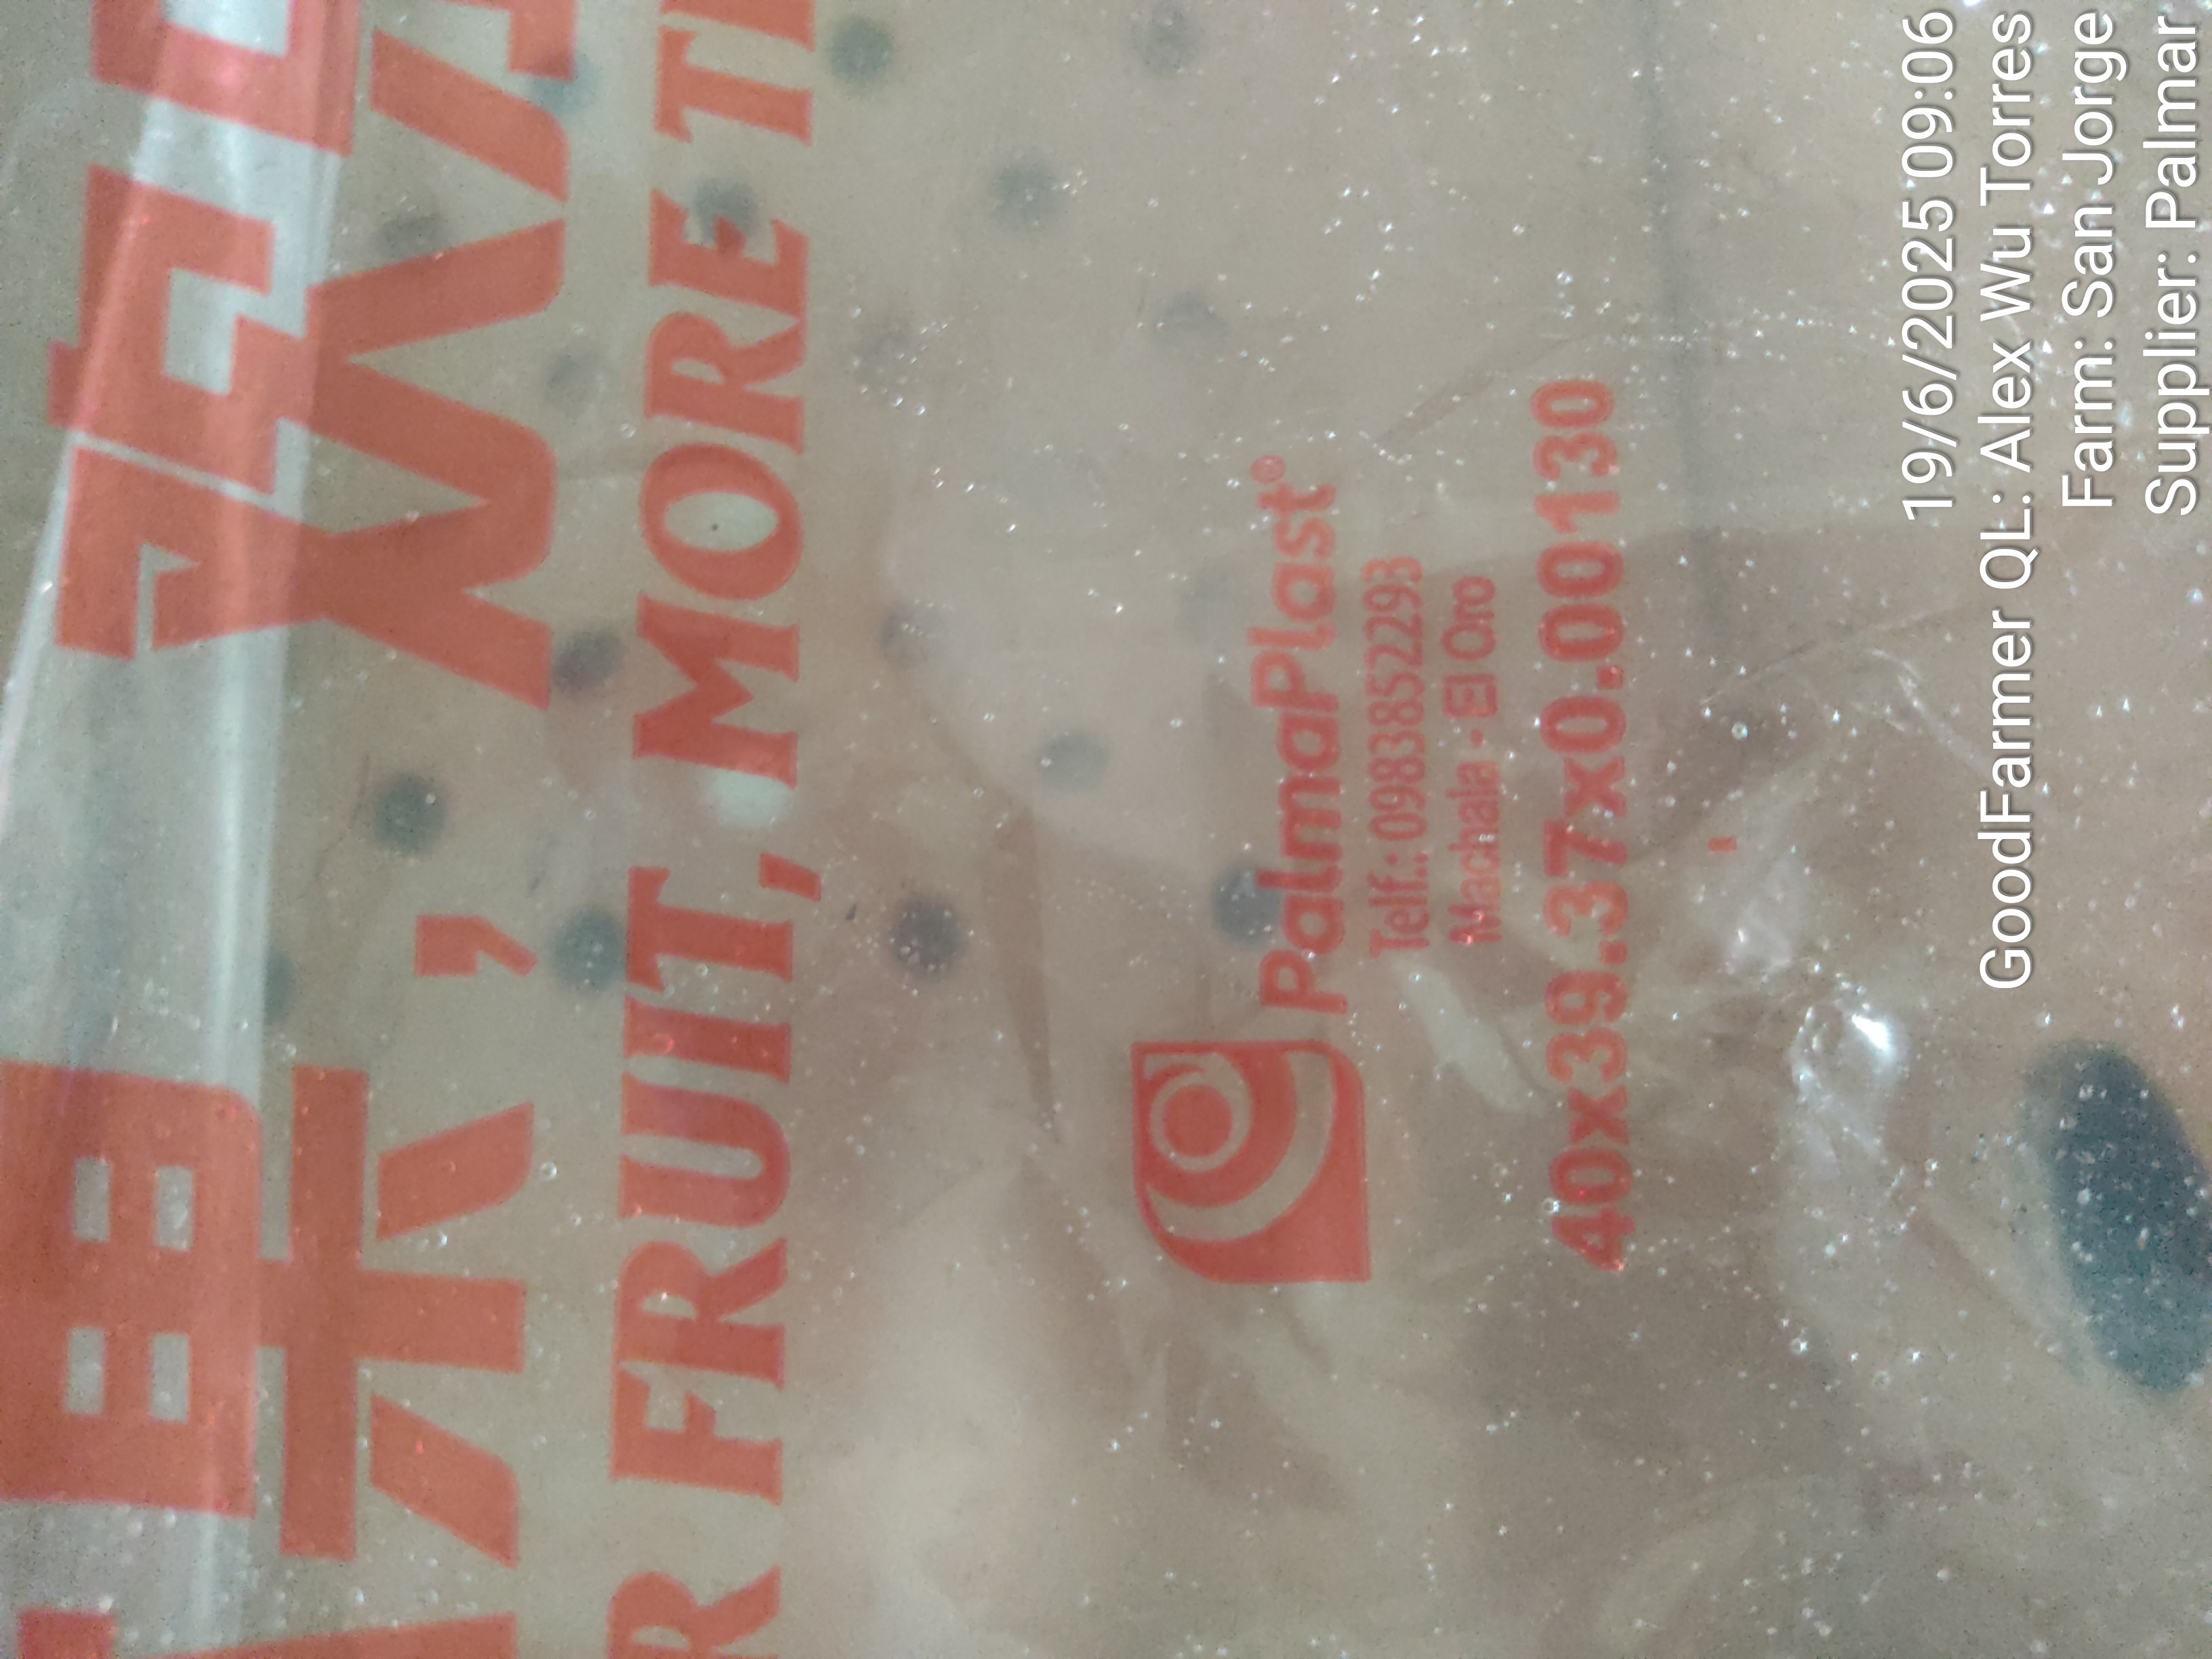 果，欢
FRUIT, MORE
PalmaPlast®
Telf.: 0983852293
Machala - El Oro
40x39.37x0.00130
19/6/2025 09:06
GoodFarmer QL: Alex Wu Torres
Farm: San Jorge
Supplier: Palmar